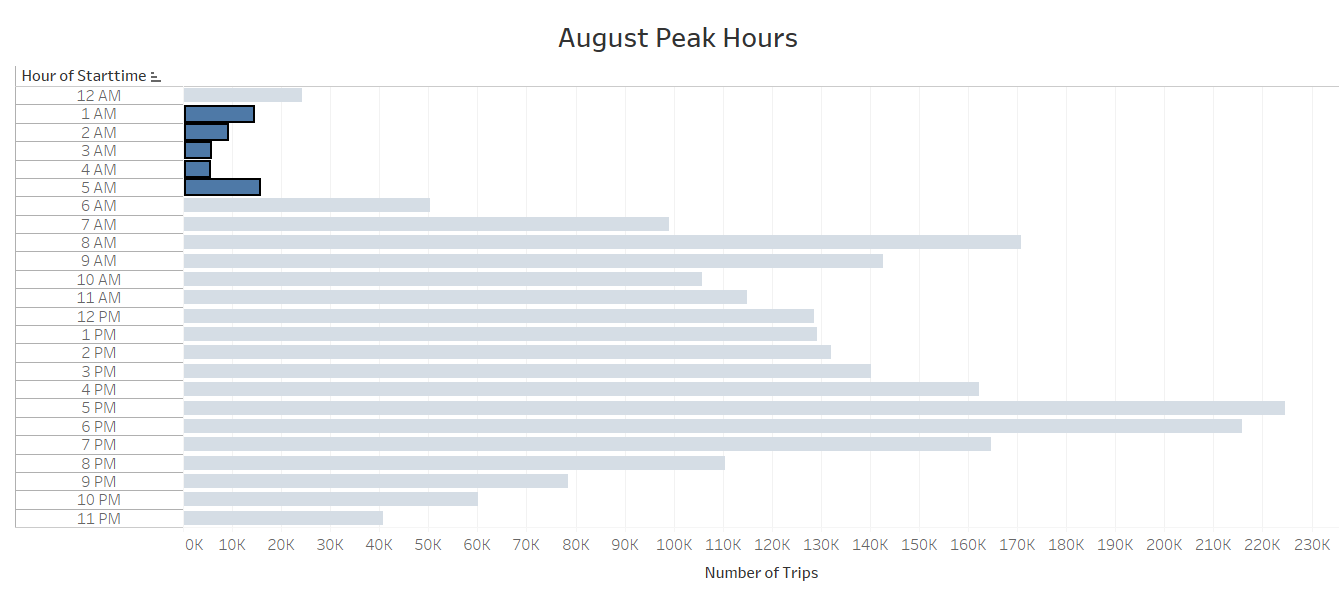 August Peak Hours
Hour of Starttime
12 AM
1 AM
2 AM
3 AM
4 AM
5 AM
6 AM
7 AM
8 AM
9 AM
10 AM
11 AM
12 PM
1 PM
2 PM
3 PM
4 PM
5 PM
6 PM
7 PM
8 PM
9 PM
10 PM
11 PM
0K 10K 20K 30K 40K 50K 60K 70K 80K 90K 100K 110K 120K 130K 140K 150K 160K 170K 180K 190K 200K 210K 220K 230K
Number of Trips